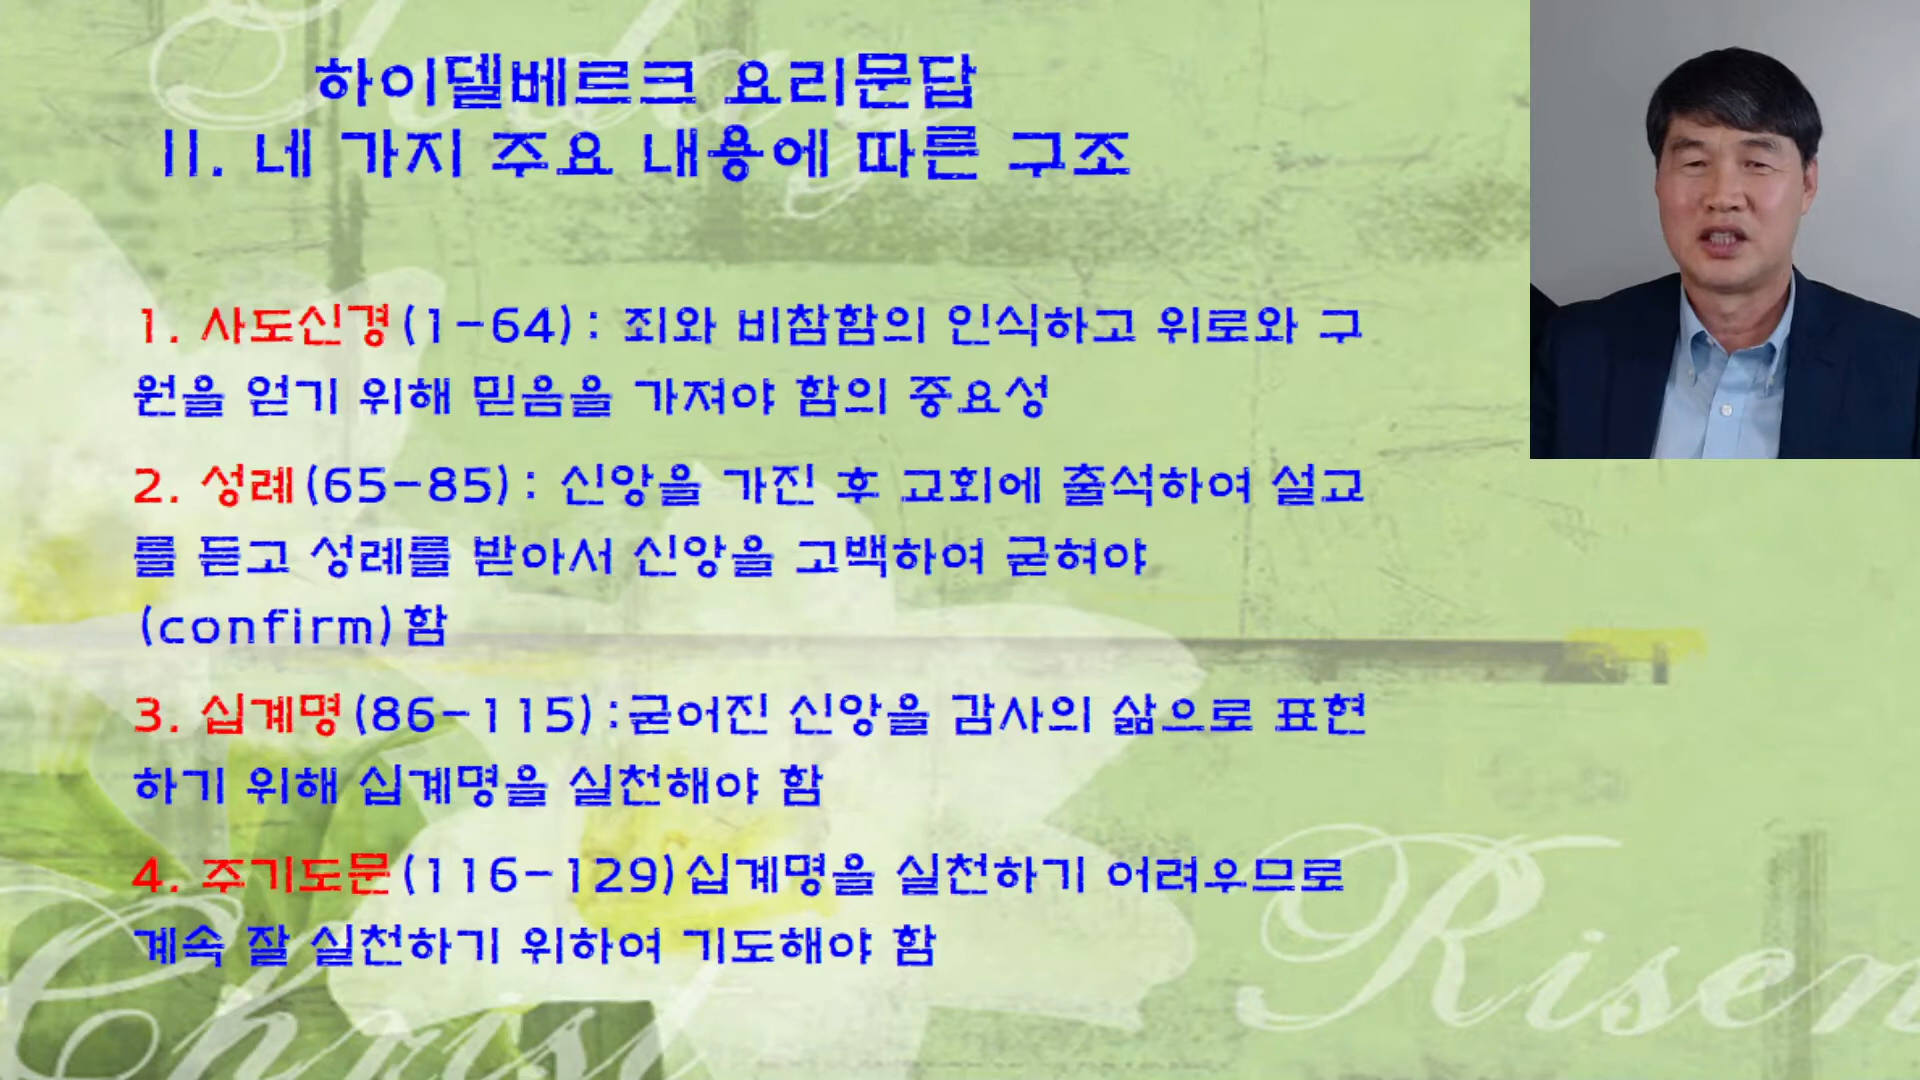 하이델베르크 요리문답
II. 네 가지 주요 내용에 따른 구조
1. 사도신경(1-64): 죄와 비참함의 인식하고 위로와 구
원을 얻기 위해 믿음을 가져야 함의 중요성
2. 성례(65-85): 신앙을 가진 후 교회에 출석하여 설교
를 듣고 성례를 받아서 신앙을 고백하여 굳혀야
(confirm)함
3. 십계명(86-115):굳어진 신앙을 감사의 삶으로 표현
하기 위해 십계명을 실천해야 함
4. 주기도문(116-129)십계명을 실천하기 어려우므로
계속 잘 실천하기 위하여 기도해야 함
Christ
Risen